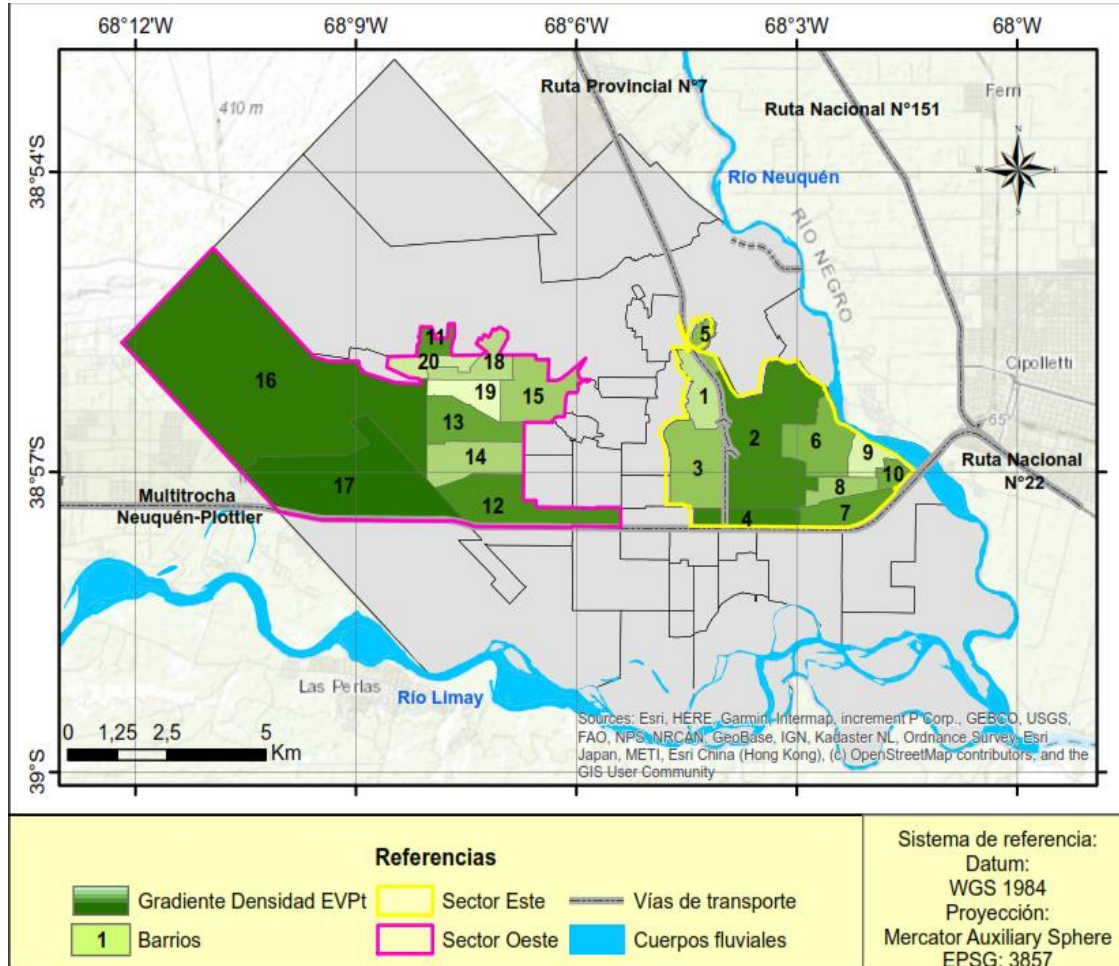 68°12'W 68°9'W 68°6'W 68°3'W 68°W
Ruta Provincial N°7
Ferri
410 m
Ruta Nacional N°151
38°54'S
N
W E
S
Río Neuquén
RÍO NEGRO
5
11
Cipolletti
20 18
16
1
19 15
2
13
6
65
9
3
14
10
Ruta Nacional
N°22
38°57'S
8
17
Multitrocha
Neuquén-Plottier
12
4 7
Las Perlas
Río Limay
0 1,25 2,5 5
Km
Sources: Esri, HERE, Garmin, Intermap, increment P Corp., GEBCO, USGS,
FAO, NPS, NRCAN, GeoBase, IGN, Kadaster NL, Ordnance Survey, Esri
Japan, METI, Esri China (Hong Kong), (c) OpenStreetMap contributors, and the
GIS User Community
39°S
Referencias
Gradiente Densidad EVPt
Sector Este
Vías de transporte
1
Barrios
Sector Oeste
Cuerpos fluviales
Sistema de referencia:
Datum:
WGS 1984
Proyección:
Mercator Auxiliary Sphere
EPSG: 3857